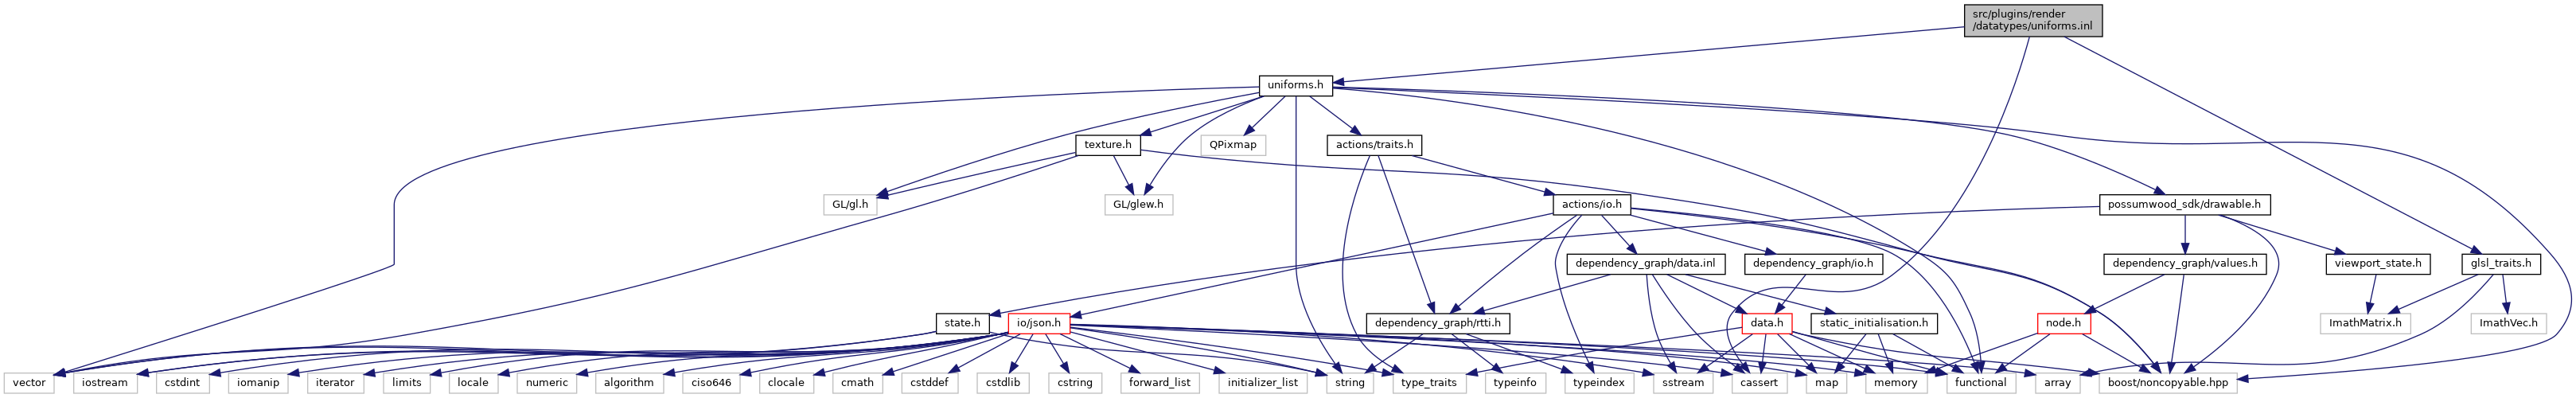 src/plugins/render
/datatypes/uniforms.inl
uniforms.h
texture.h
QPixmap
actions/traits.h
GL/gl.h
GL/glew.h
actions/io.h
possumwood_sdk/drawable.h
dependency_graph/data.inl
dependency_graph/io.h
dependency_graph/values.h
viewport_state.h
glsl_traits.h
state.h
io/json.h
dependency_graph/rtti.h
data.h
static_initialisation.h
node.h
ImathMatrix.h
ImathVec.h
vector
iostream
cstdint
iomanip
iterator
limits
locale
numeric
algorithm
ciso646
clocale
cmath
cstddef
cstdlib
cstring
forward_list
initializer_list
string
type_traits
typeinfo
typeindex
sstream
cassert
map
memory
functional
array
boost/noncopyable.hpp